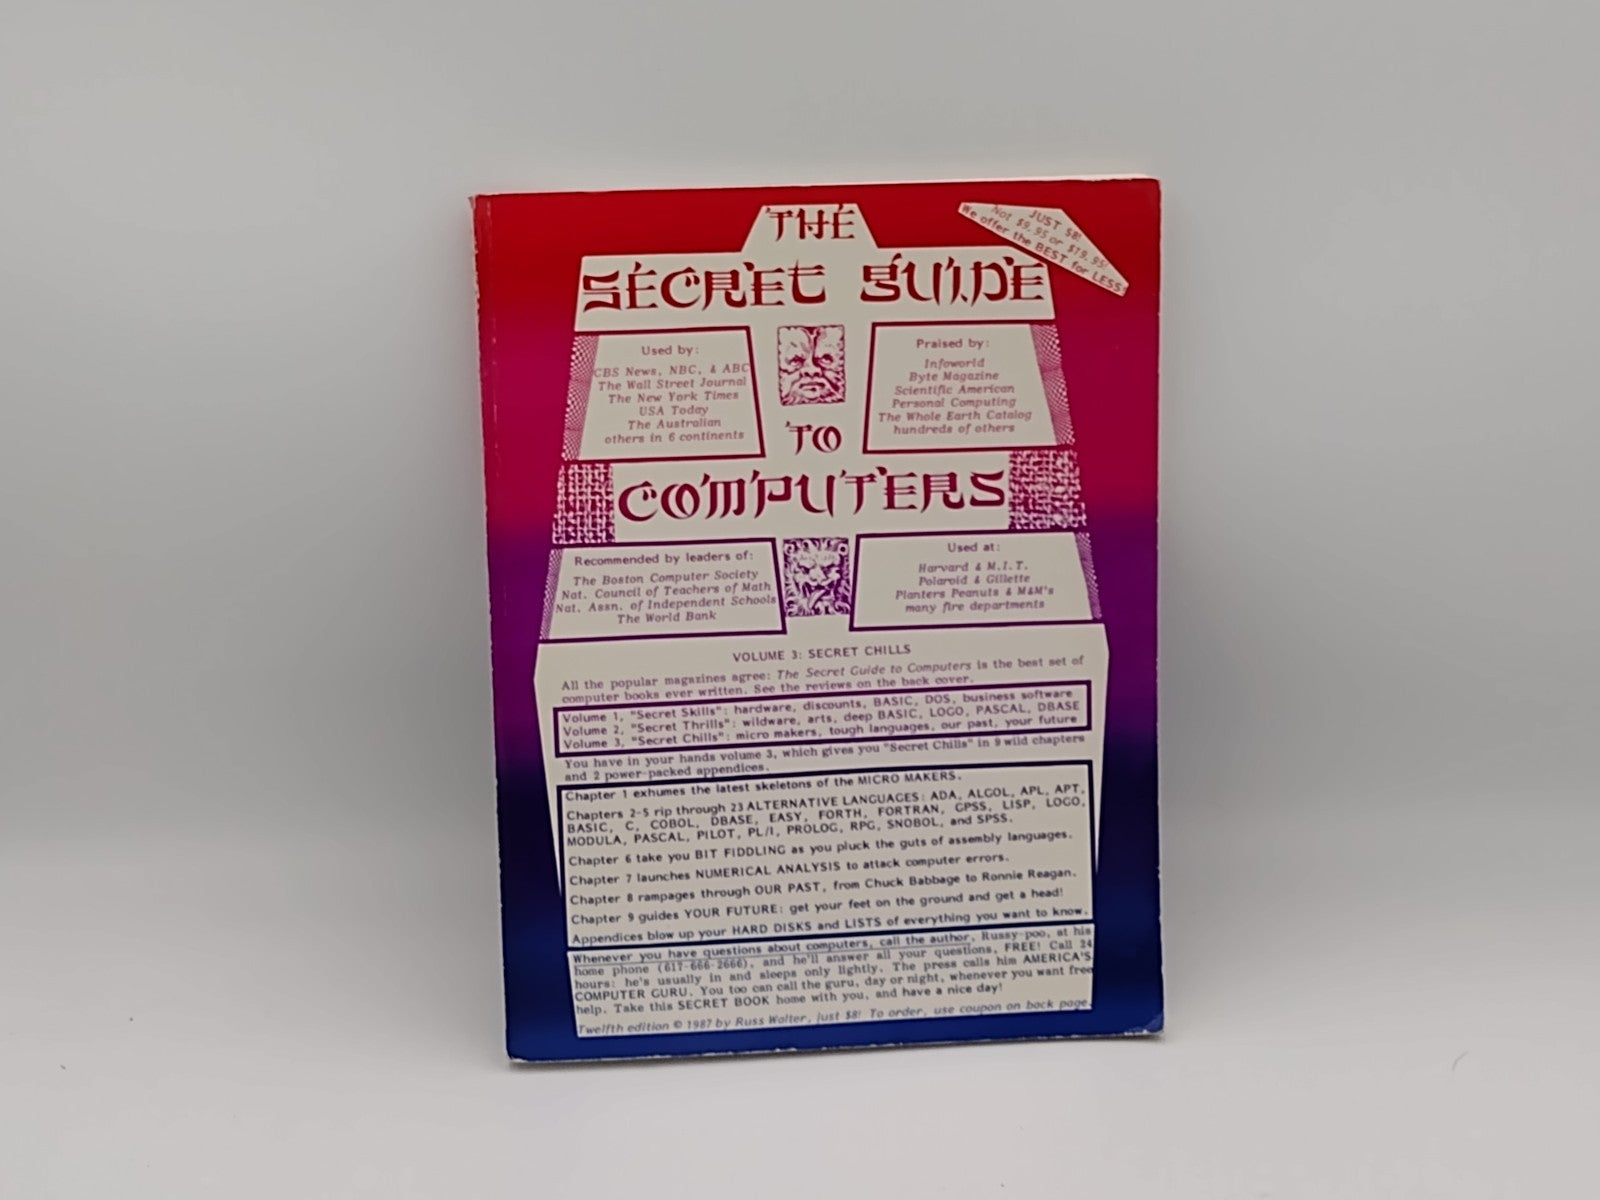 THE
SECRET GUIDE
JUST $8!
Not $9.95 or $19.95!
We offer the BEST for LESS!
Used by:
CBS News, NBC, & ABC
The Wall Street Journal
The New York Times
USA Today
The Australian
others in 6 continents
Praised by:
Infoworld
Byte Magazine
Scientific American
Personal Computing
The Whole Earth Catalog
hundreds of others
TO
COMPUTERS
Recommended by leaders of:
The Boston Computer Society
Nat. Council of Teachers of Math
Nat. Assn. of Independent Schools
The World Bank
Used at:
Harvard & M.I.T.
Polaroid & Gillette
Planters Peanuts & M&M's
many fire departments
VOLUME 3: SECRET CHILLS
All the popular magazines agree: The Secret Guide to Computers is the best set of
computer books ever written. See the reviews on the back cover.
Volume 1, "Secret Skills": hardware, discounts, BASIC, DOS, business software
Volume 2, "Secret Thrills": wildware, arts, deep BASIC, LOGO, PASCAL, DBASE
Volume 3, "Secret Chills": micro makers, tough languages, our past, your future
You have in your hands volume 3, which gives you "Secret Chills" in 9 wild chapters
and 2 power-packed appendices.
Chapter 1 exhumes the latest skeletons of the MICRO MAKERS.
Chapters 2-5 rip through 23 ALTERNATIVE LANGUAGES: ADA, ALGOL, APL, APT,
BASIC, C, COBOL, DBASE, EASY, FORTH, FORTRAN, GPSS, LISP, LOGO,
MODULA, PASCAL, PILOT, PL/I, PROLOG, RPG, SNOBOL, and SPSS.
Chapter 6 take you BIT FIDDLING as you pluck the guts of assembly languages.
Chapter 7 launches NUMERICAL ANALYSIS to attack computer errors.
Chapter 8 rampages through OUR PAST, from Chuck Babbage to Ronnie Reagan.
Chapter 9 guides YOUR FUTURE: get your feet on the ground and get a head!
Appendices blow up your HARD DISKS and LISTS of everything you want to know.
Whenever you have questions about computers, call the author, Russy-poo, at his
home phone (617-666-2666), and he'll answer all your questions, FREE! Call 24
hours: he's usually in and sleeps only lightly. The press calls him AMERICA'S
COMPUTER GURU. You too can call the guru, day or night, whenever you want free
help. Take this SECRET BOOK home with you, and have a nice day!
Twelfth edition © 1987 by Russ Walter, just $8! To order, use coupon on back page.